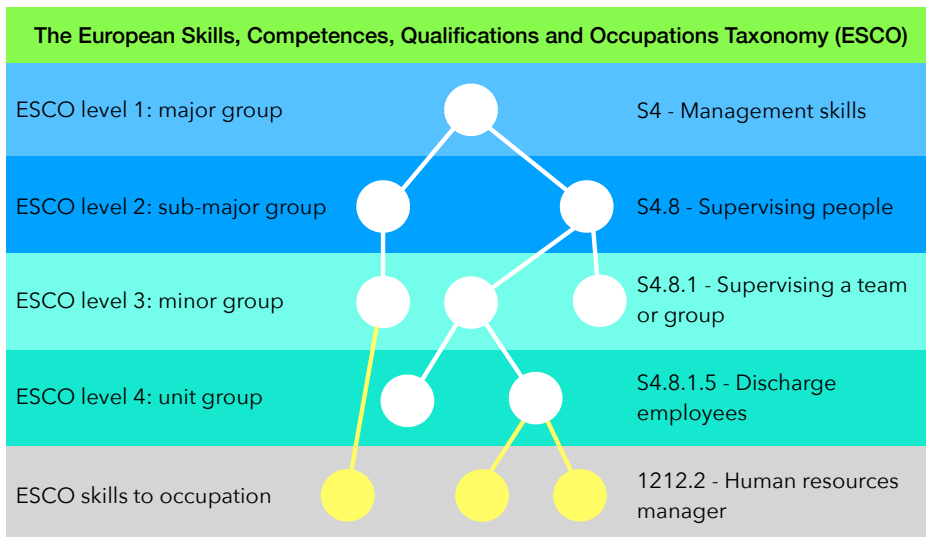 The European Skills, Competences, Qualifications and Occupations Taxonomy (ESCO)
ESCO level 1: major group
S4 - Management skills
ESCO level 2: sub-major group
S4.8 - Supervising people
ESCO level 3: minor group
S4.8.1 - Supervising a team
or group
ESCO level 4: unit group
S4.8.1.5 - Discharge
employees
ESCO skills to occupation
1212.2 - Human resources
manager